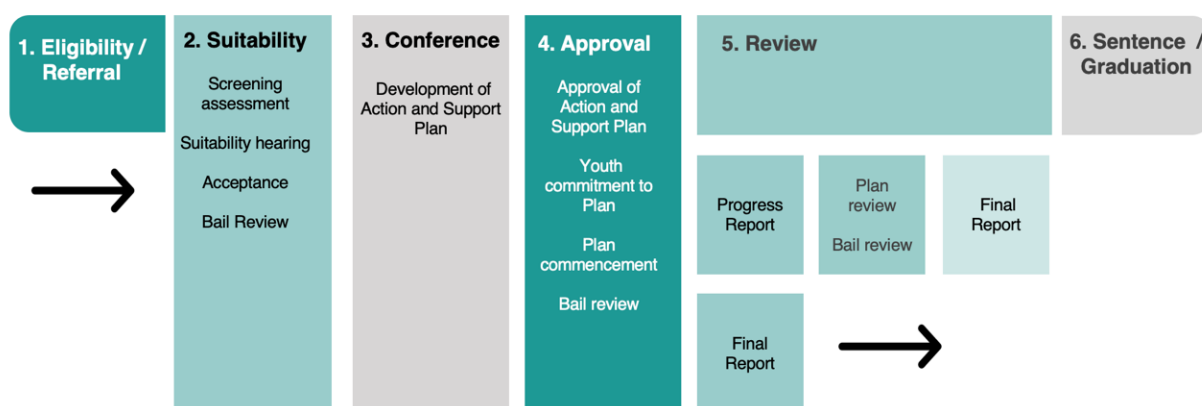 1. Eligibility /
Referral
2. Suitability
Screening
assessment
Suitability hearing
Acceptance
Bail Review
3. Conference
Development of
Action and Support
Plan
4. Approval
Approval of
Action and
Support Plan
Youth
commitment to
Plan
Plan
commencement
Bail review
5. Review
Progress
Report
Plan
review
Bail review
Final
Report
Final
Report
6. Sentence /
Graduation